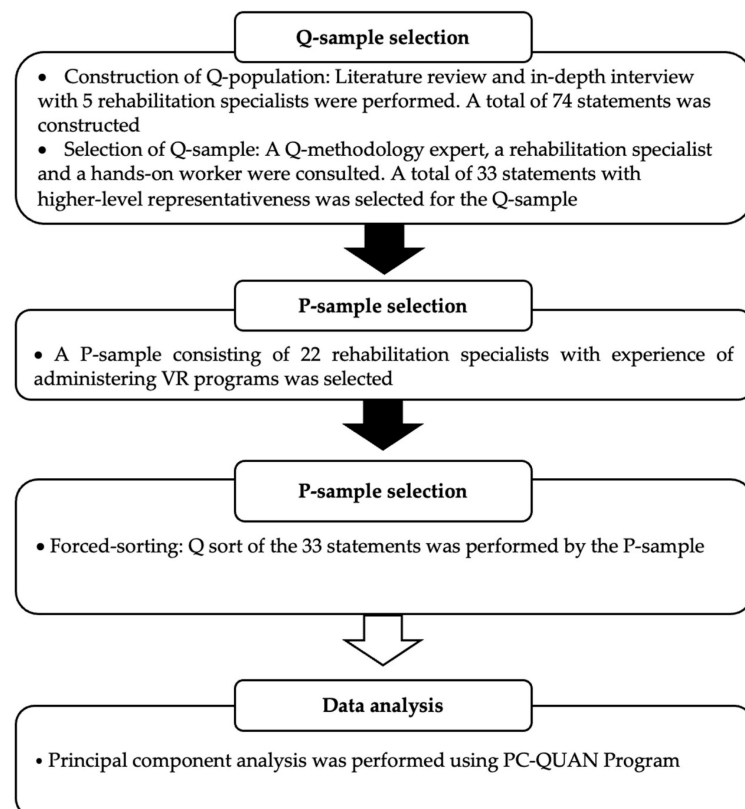 Q-sample selection
• Construction of Q-population: Literature review and in-depth interview
with 5 rehabilitation specialists were performed. A total of 74 statements was
constructed
• Selection of Q-sample: A Q-methodology expert, a rehabilitation specialist
and a hands-on worker were consulted. A total of 33 statements with
higher-level representativeness was selected for the Q-sample
P-sample selection
• A P-sample consisting of 22 rehabilitation specialists with experience of
administering VR programs was selected
P-sample selection
• Forced-sorting: Q sort of the 33 statements was performed by the P-sample
Data analysis
• Principal component analysis was performed using PC-QUAN Program